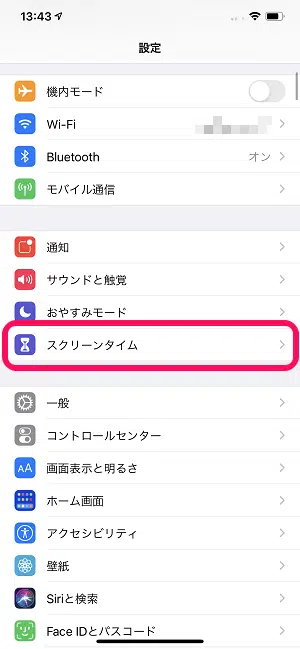 13:43
設定
機内モード
Wi-Fi
Bluetooth オン
モバイル通信
通知
サウンドと触覚
おやすみモード
スクリーンタイム
一般
コントロールセンター
AA 画面表示と明るさ
ホーム画面
アクセシビリティ
壁紙
Siriと検索
Face IDとパスコード